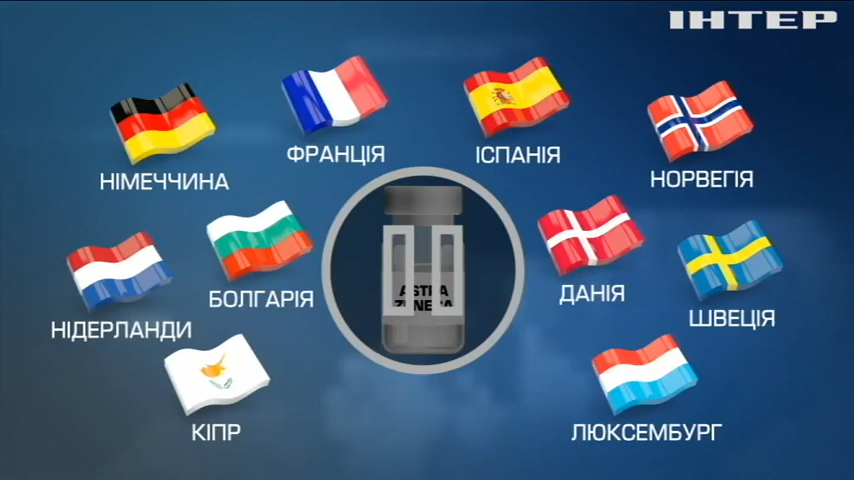 ІНТЕР
ФРАНЦІЯ
ІСПАНІЯ
НІМЕЧЧИНА
НОРВЕГІЯ
ASTRA
ZENECA
БОЛГАРІЯ
ДАНІЯ
НІДЕРЛАНДИ
ШВЕЦІЯ
КІПР
ЛЮКСЕМБУРГ